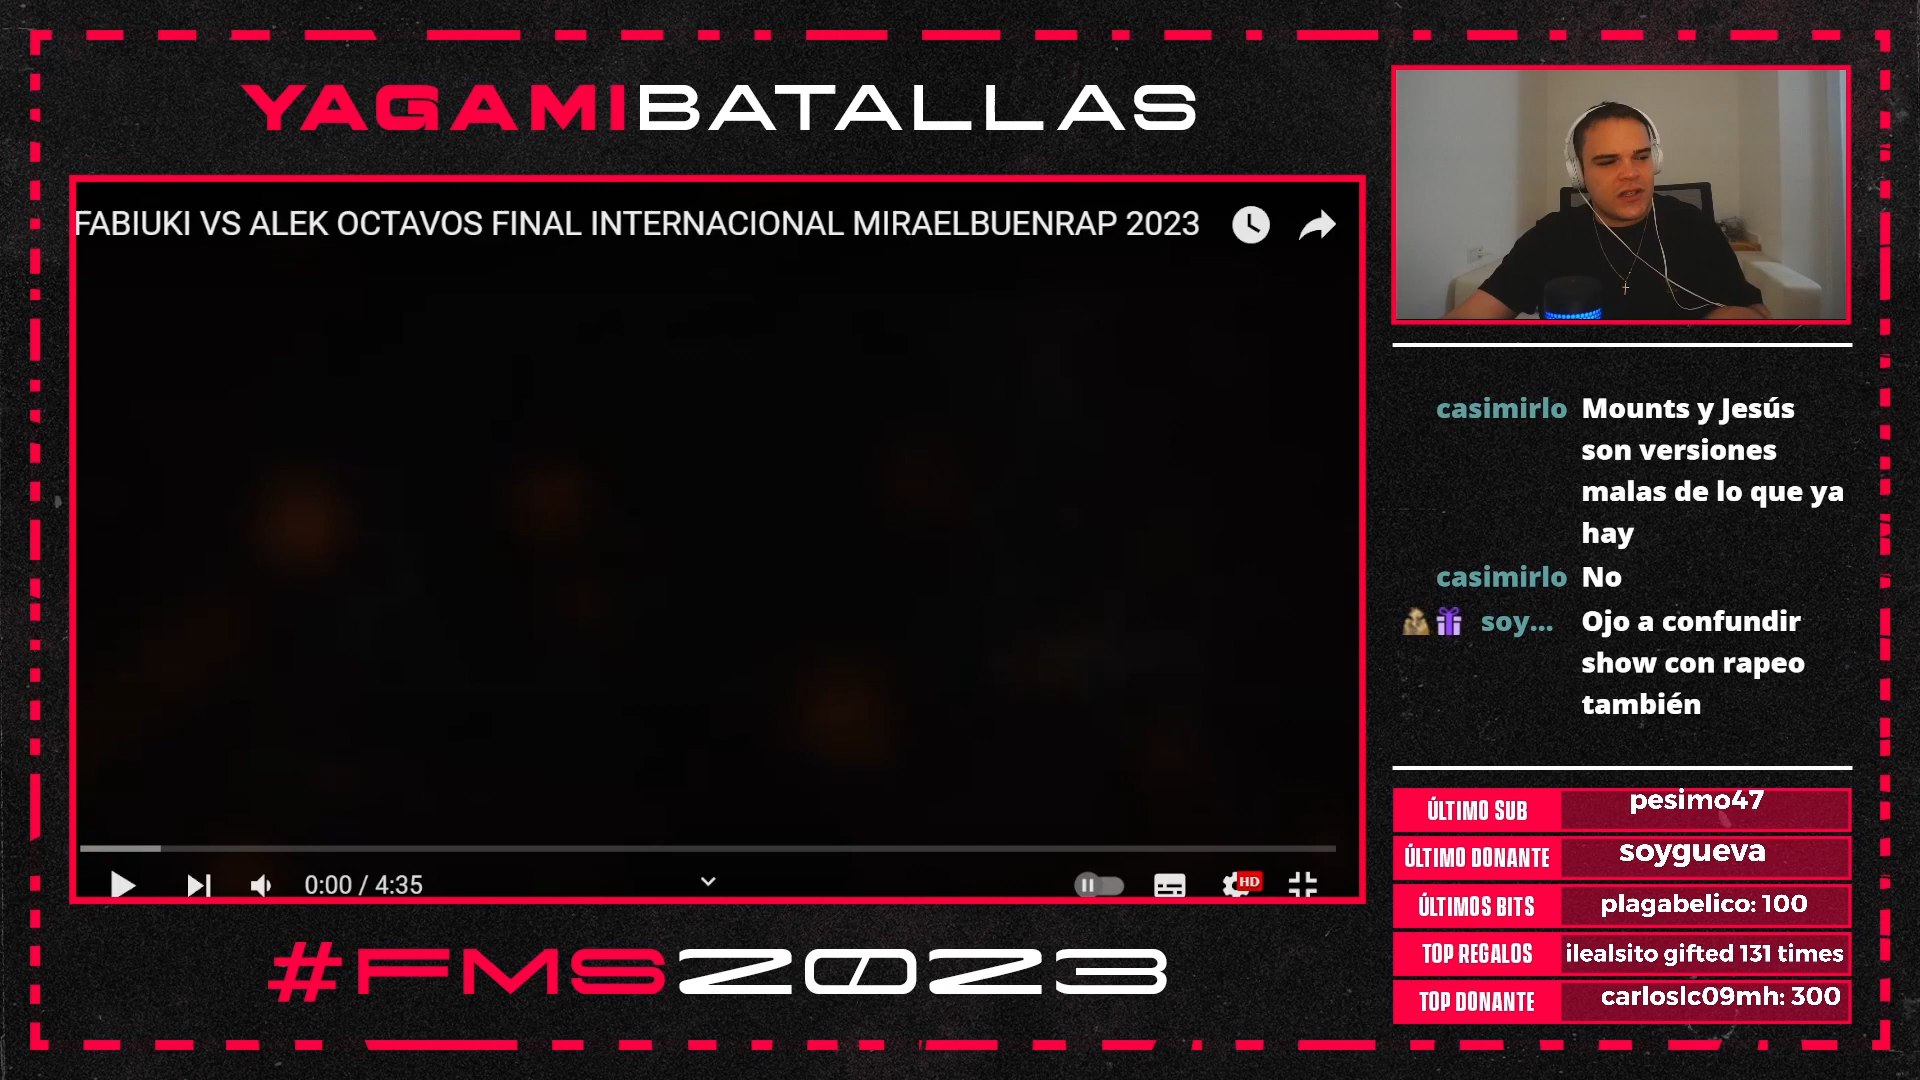 YAGAMIBATALLAS
FABIUKI VS ALEK OCTAVOS FINAL INTERNACIONAL MIRAELBUENRAP 2023
0:00 / 4:35
HD
#FMS2023
casimirlo Mounts y Jesús
son versiones
malas de lo que ya
hay
casimirlo No
soy... Ojo a confundir
show con rapeo
también
ÚLTIMO SUB pesimo47
ÚLTIMO DONANTE soygueva
ÚLTIMOS BITS plagabelico: 100
TOP REGALOS ilealsito gifted 131 times
TOP DONANTE carloslc09mh: 300